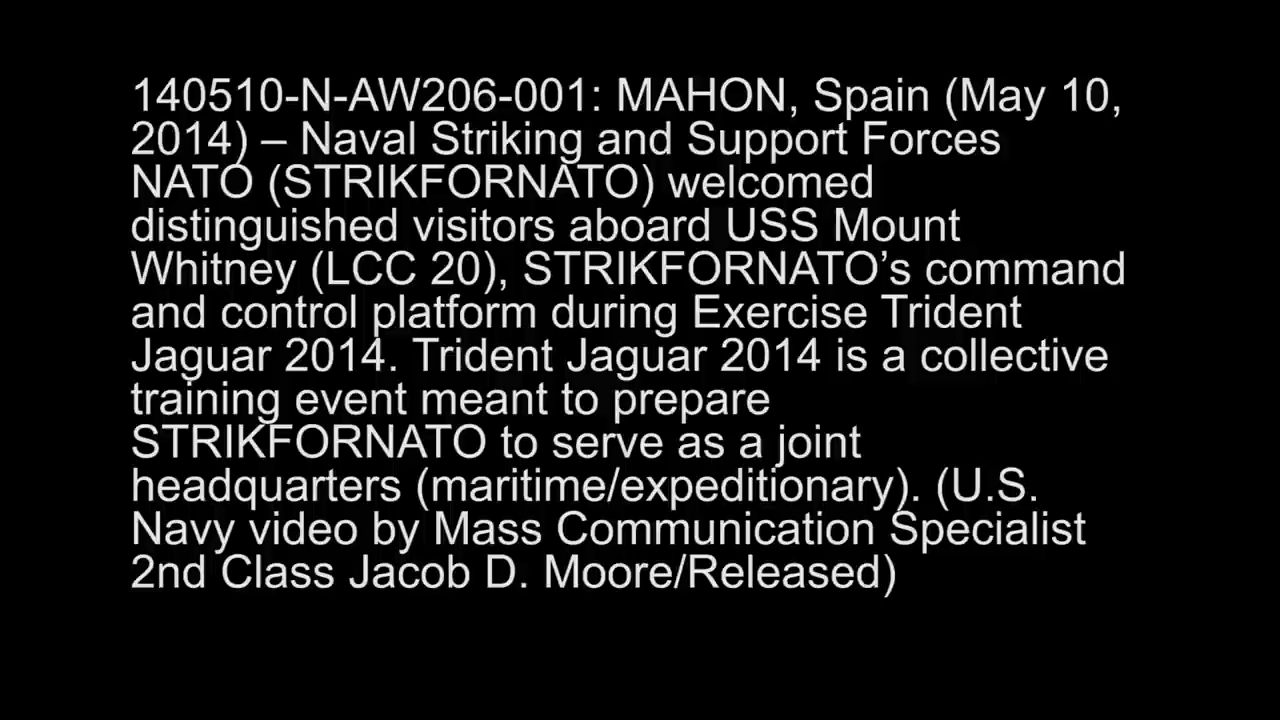 140510-N-AW206-001: MAHON, Spain (May 10,
2014) – Naval Striking and Support Forces
NATO (STRIKFORNATO) welcomed
distinguished visitors aboard USS Mount
Whitney (LCC 20), STRIKFORNATO’s command
and control platform during Exercise Trident
Jaguar 2014. Trident Jaguar 2014 is a collective
training event meant to prepare
STRIKFORNATO to serve as a joint
headquarters (maritime/expeditionary). (U.S.
Navy video by Mass Communication Specialist
2nd Class Jacob D. Moore/Released)